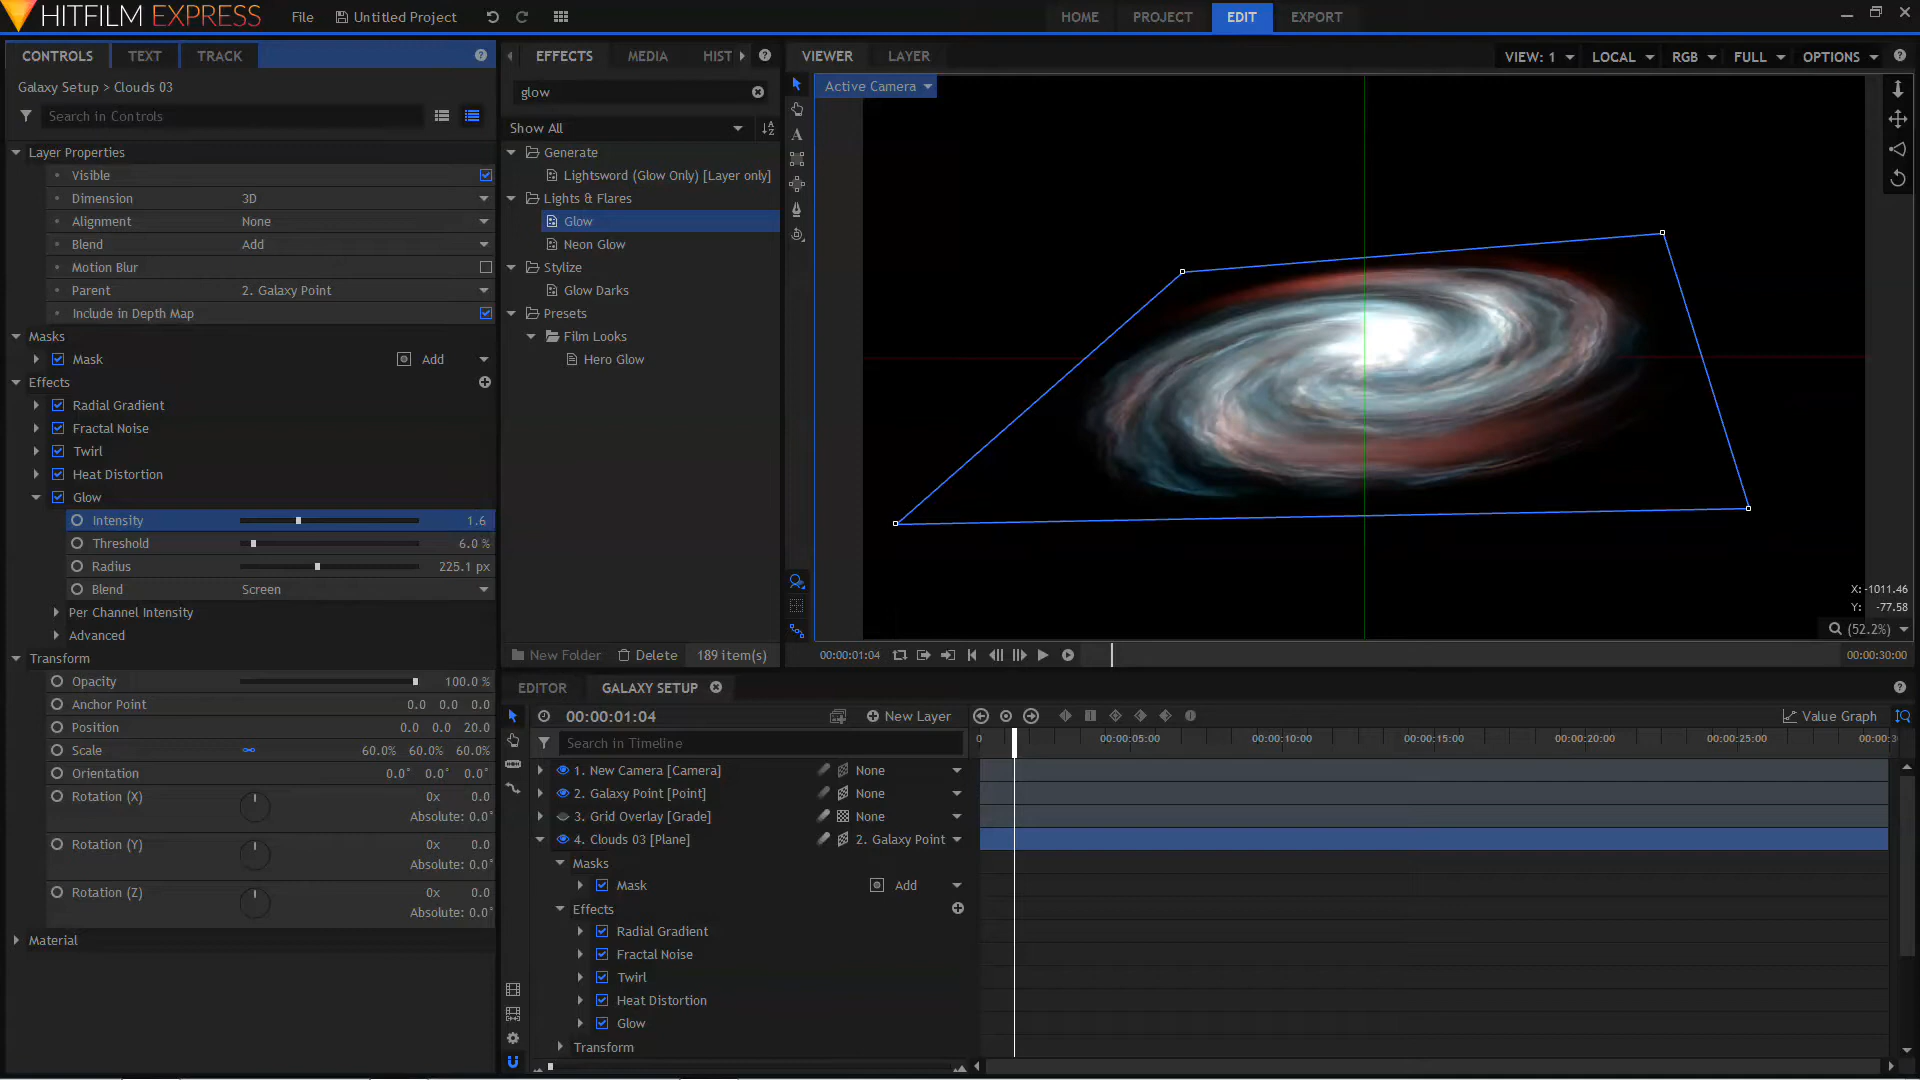 HITFILM EXPRESS
File
Untitled Project
HOME
PROJECT
EDIT
EXPORT
CONTROLS
TEXT
TRACK
Galaxy Setup > Clouds 03
Search in Controls
Layer Properties
Visible
Dimension 3D
Alignment None
Blend Add
Motion Blur
Parent 2. Galaxy Point
Include in Depth Map
Masks
Mask Add
Effects
Radial Gradient
Fractal Noise
Twirl
Heat Distortion
Glow
Intensity 1.6
Threshold 6.0 %
Radius 225.1 px
Blend Screen
Per Channel Intensity
Advanced
Transform
Opacity 100.0 %
Anchor Point 0.0 0.0 0.0
Position 0.0 0.0 20.0
Scale 60.0% 60.0% 60.0%
Orientation 0.0° 0.0° 0.0°
Rotation (X) 0x 0.0
Absolute: 0.0°
Rotation (Y) 0x 0.0
Absolute: 0.0°
Rotation (Z) 0x 0.0
Absolute: 0.0°
Material
EFFECTS
MEDIA
HIST
glow
Show All
Generate
Lightsword (Glow Only) [Layer only]
Lights & Flares
Glow
Neon Glow
Stylize
Glow Darks
Presets
Film Looks
Hero Glow
New Folder
Delete
189 item(s)
VIEWER
LAYER
VIEW: 1
LOCAL
RGB
FULL
OPTIONS
Active Camera
X: -1011.46
Y: -77.58
(52.2%)
00:00:01:04
00:00:30:00
EDITOR
GALAXY SETUP
00:00:01:04
New Layer
Value Graph
Search in Timeline
0 00:00:05:00 00:00:10:00 00:00:15:00 00:00:20:00 00:00:25:00 00:00:3
1. New Camera [Camera] None
2. Galaxy Point [Point] None
3. Grid Overlay [Grade] None
4. Clouds 03 [Plane] 2. Galaxy Point
Masks
Mask Add
Effects
Radial Gradient
Fractal Noise
Twirl
Heat Distortion
Glow
Transform